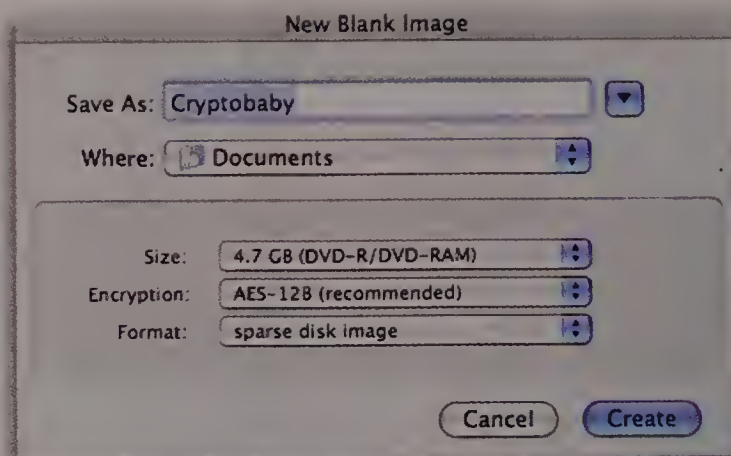 New Blank Image
Save As: Cryptobaby
Where: Documents
Size: 4.7 GB (DVD-R/DVD-RAM)
Encryption: AES-128 (recommended)
Format: sparse disk image
Cancel Create